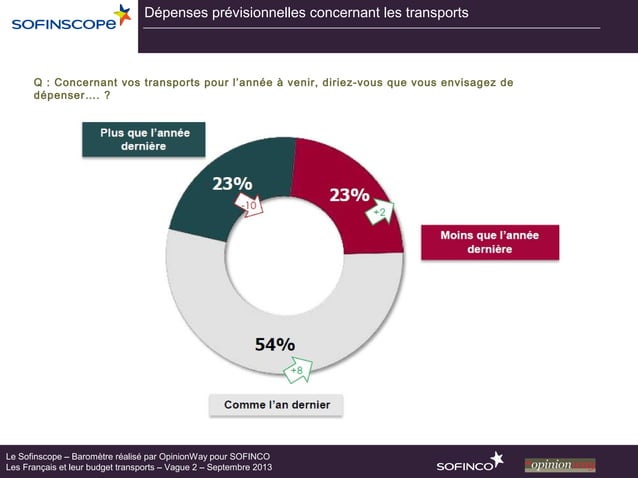 SOFINSCOPe
Dépenses prévisionnelles concernant les transports
Q : Concernant vos transports pour l'année à venir, diriez-vous que vous envisagez de
dépenser…. ?
Plus que l'année
dernière
23%
-10
23%
+2
Moins que l'année
dernière
54%
+8
Comme l'an dernier
Le Sofinscope – Baromètre réalisé par OpinionWay pour SOFINCO
Les Français et leur budget transports – Vague 2 – Septembre 2013
SOFINCO
opinionway